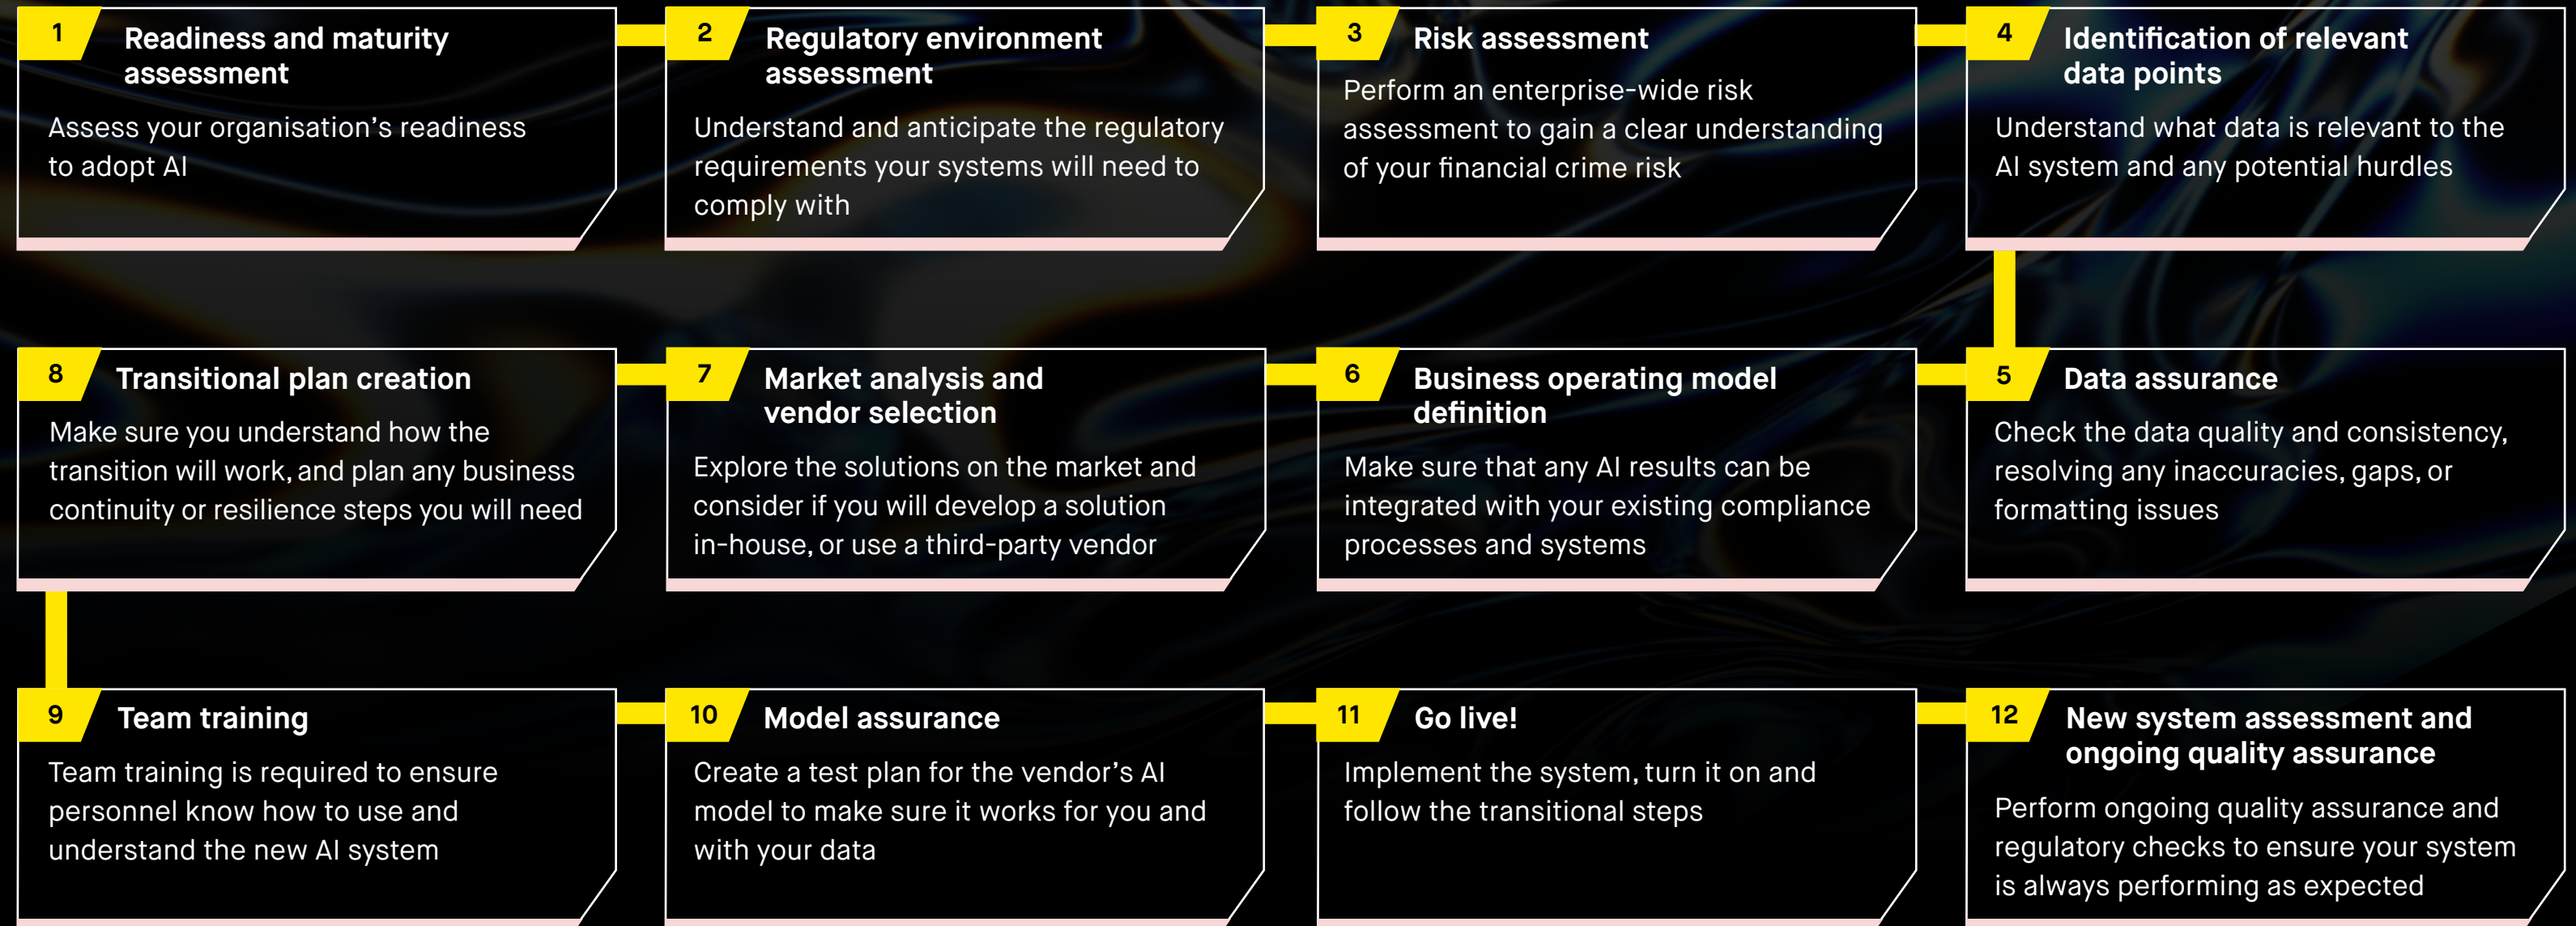 1
Readiness and maturity
assessment
Assess your organisation's readiness
to adopt AI
2
Regulatory environment
assessment
Understand and anticipate the regulatory
requirements your systems will need to
comply with
3
Risk assessment
Perform an enterprise-wide risk
assessment to gain a clear understanding
of your financial crime risk
4
Identification of relevant
data points
Understand what data is relevant to the
AI system and any potential hurdles
5
Data assurance
Check the data quality and consistency,
resolving any inaccuracies, gaps, or
formatting issues
6
Business operating model
definition
Make sure that any AI results can be
integrated with your existing compliance
processes and systems
7
Market analysis and
vendor selection
Explore the solutions on the market and
consider if you will develop a solution
in-house, or use a third-party vendor
8
Transitional plan creation
Make sure you understand how the
transition will work, and plan any business
continuity or resilience steps you will need
9
Team training
Team training is required to ensure
personnel know how to use and
understand the new AI system
10
Model assurance
Create a test plan for the vendor's AI
model to make sure it works for you and
with your data
11
Go live!
Implement the system, turn it on and
follow the transitional steps
12
New system assessment and
ongoing quality assurance
Perform ongoing quality assurance and
regulatory checks to ensure your system
is always performing as expected